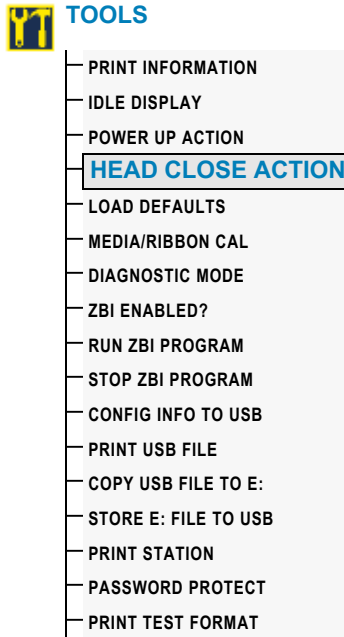 TOOLS
PRINT INFORMATION
IDLE DISPLAY
POWER UP ACTION
HEAD CLOSE ACTION
LOAD DEFAULTS
MEDIA/RIBBON CAL
DIAGNOSTIC MODE
ZBI ENABLED?
RUN ZBI PROGRAM
STOP ZBI PROGRAM
CONFIG INFO TO USB
PRINT USB FILE
COPY USB FILE TO E:
STORE E: FILE TO USB
PRINT STATION
PASSWORD PROTECT
PRINT TEST FORMAT